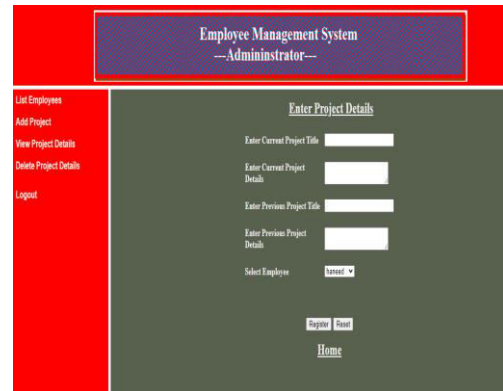 Employee Management System
---Admininstrator---
List Employees
Add Project
View Project Details
Delete Project Details
Logout
Enter Project Details
Enter Current Project Title
Enter Current Project
Details
Enter Previous Project Title
Enter Previous Project
Details
Select Employee
Register Reset
Home